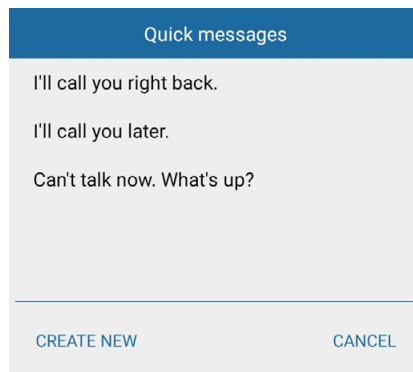 Quick messages
I'll call you right back.
I'll call you later.
Can't talk now. What's up?
CREATE NEW CANCEL